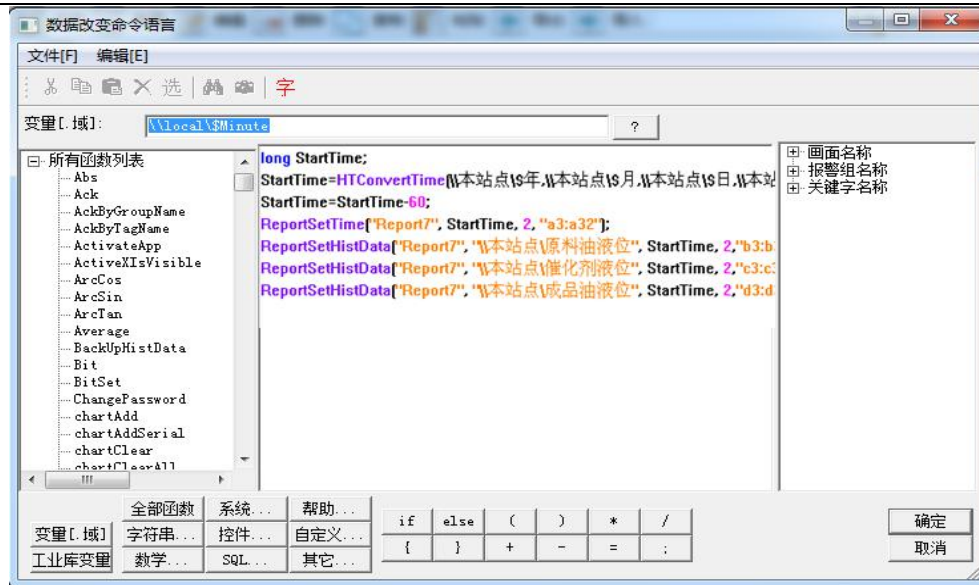 数据改变命令语言
文件[F] 编辑[E]
选 字
变量[.域]: \\local\$Minute ?
所有函数列表
Abs
Ack
AckByGroupName
AckByTagName
ActivateApp
ActiveXIsVisible
ArcCos
ArcSin
ArcTan
Average
BackUpHistData
Bit
BitSet
ChangePassword
chartAdd
chartAddSerial
chartClear
chartClearAll
long StartTime;
StartTime=HTConvertTime(\\本站点\$年,\\本站点\$月,\\本站点\$日,\\本站
StartTime=StartTime-60;
ReportSetTime("Report7", StartTime, 2, "a3:a32");
ReportSetHistData("Report7", "\\本站点\原料油液位", StartTime, 2,"b3:b
ReportSetHistData("Report7", "\\本站点\催化剂液位", StartTime, 2,"c3:c
ReportSetHistData("Report7", "\\本站点\成品油液位", StartTime, 2,"d3:d
画面名称
报警组名称
关键字名称
全部函数 系统... 帮助...
变量[.域] 字符串... 控件... 自定义...
工业库变量 数学... SQL... 其它...
if else ( ) * /
{ } + - = ;
确定
取消